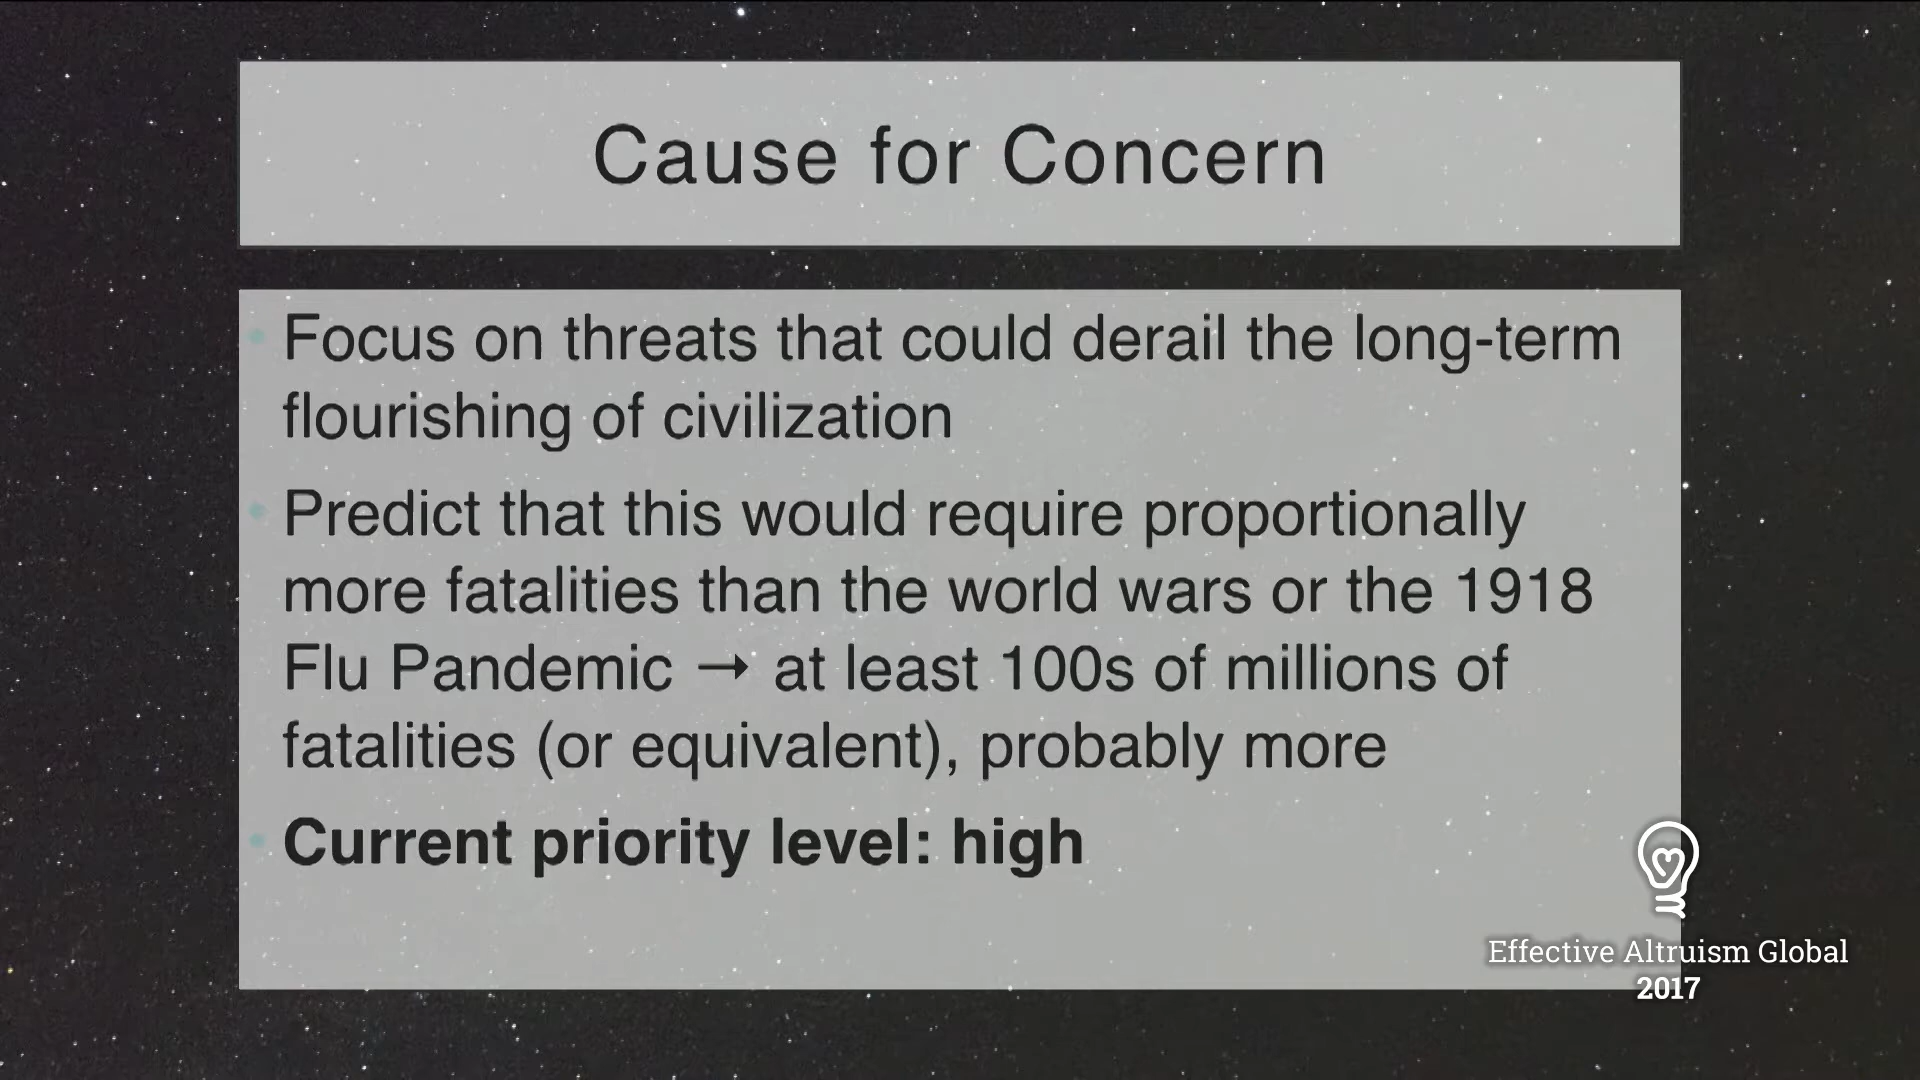 Cause for Concern
• Focus on threats that could derail the long-term
flourishing of civilization
• Predict that this would require proportionally
more fatalities than the world wars or the 1918
Flu Pandemic → at least 100s of millions of
fatalities (or equivalent), probably more
• Current priority level: high
Effective Altruism Global
2017